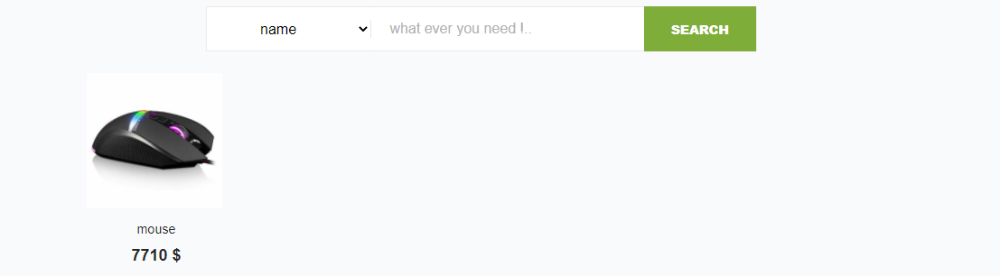 name
what ever you need !..
SEARCH
mouse
7710 $